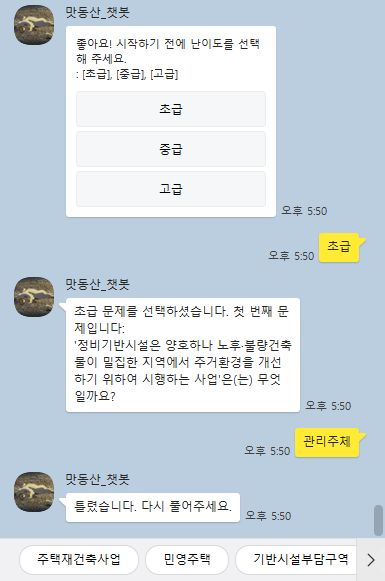 맛동산_챗봇
좋아요! 시작하기 전에 난이도를 선택
해 주세요.
: [초급], [중급], [고급]
초급
중급
고급
오후 5:50
초급
오후 5:50
맛동산_챗봇
초급 문제를 선택하셨습니다. 첫 번째 문
제입니다:
'정비기반시설은 양호하나 노후·불량건축
물이 밀집한 지역에서 주거환경을 개선
하기 위하여 시행하는 사업'은(는) 무엇
일까요?
오후 5:50
관리주체
오후 5:50
맛동산_챗봇
틀렸습니다. 다시 풀어주세요.
오후 5:50
주택재건축사업 민영주택 기반시설부담구역